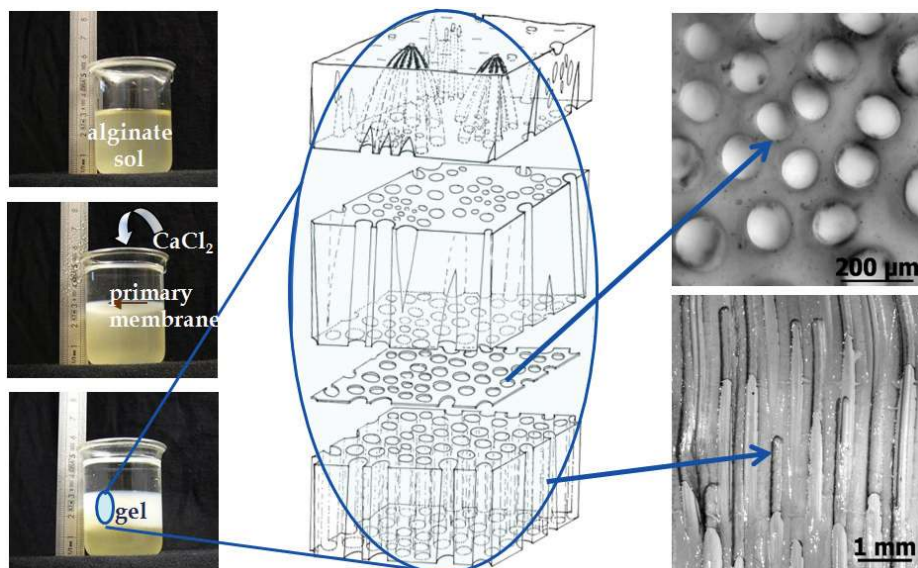 alginate
sol
CaCl₂
primary
membrane
gel
200 µm
1 mm